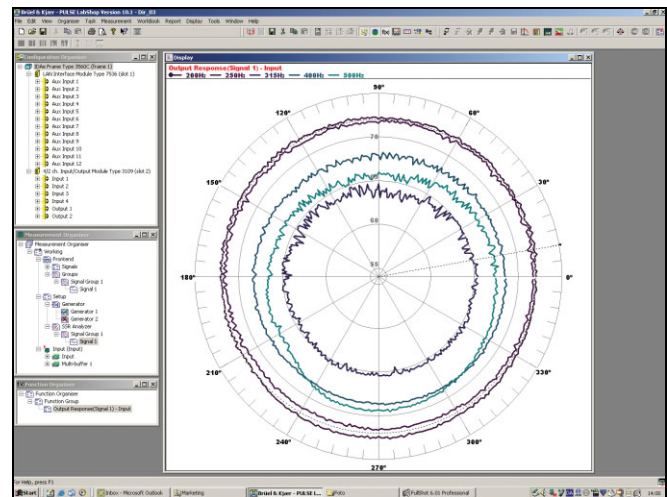 Brüel & Kjær - PULSE LabShop Version 10.1 - Dir_03
File Edit View Organiser Task Measurement Workbook Report Display Tools Window Help
Configuration Organiser
IDAe Frame Type 3560C (frame 1)
LAN Interface Module Type 7536 (slot 1)
Aux Input 1
Aux Input 2
Aux Input 3
Aux Input 4
Aux Input 5
Aux Input 6
Aux Input 7
Aux Input 8
Aux Input 9
Aux Input 10
Aux Input 11
Aux Input 12
4/2 ch. Input/Output Module Type 3109 (slot 2)
Input 1
Input 2
Input 3
Input 4
Output 1
Output 2
Measurement Organiser
Measurement Organiser
Working
Frontend
Signals
Groups
Signal Group 1
Signal 1
Setup
Generator
Generator 1
Generator 2
SSR Analyzer
Signal Group 1
Signal 1
Input (Input)
Input
Multi-buffer 1
Function Organiser
Function Organiser
Function Group
Output Response(Signal 1) - Input
Display
Output Response(Signal 1) - Input
200Hz 250Hz 315Hz 400Hz 500Hz
90°
120°
60°
70
150°
30°
60
55
180°
0°
210°
330°
240°
300°
270°
For Help, press F1
Start
Inbox - Microsoft Outlook
Marketing
Brüel & Kjær - PULSE L...
Foto
FullShot 6.01 Professional